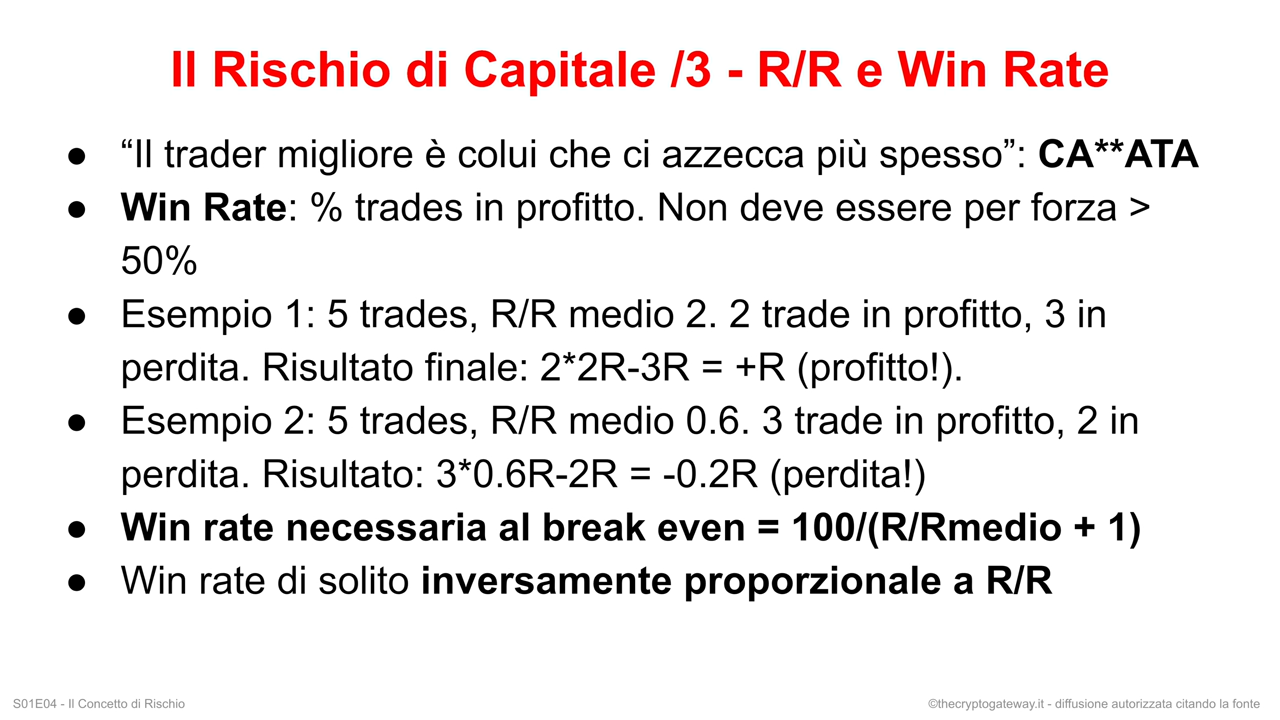 Il Rischio di Capitale /3 - R/R e Win Rate
● “Il trader migliore è colui che ci azzecca più spesso”: CA**ATA
● Win Rate: % trades in profitto. Non deve essere per forza >
50%
● Esempio 1: 5 trades, R/R medio 2. 2 trade in profitto, 3 in
perdita. Risultato finale: 2*2R-3R = +R (profitto!).
● Esempio 2: 5 trades, R/R medio 0.6. 3 trade in profitto, 2 in
perdita. Risultato: 3*0.6R-2R = -0.2R (perdita!)
● Win rate necessaria al break even = 100/(R/Rmedio + 1)
● Win rate di solito inversamente proporzionale a R/R
S01E04 - Il Concetto di Rischio
©thecryptogateway.it - diffusione autorizzata citando la fonte